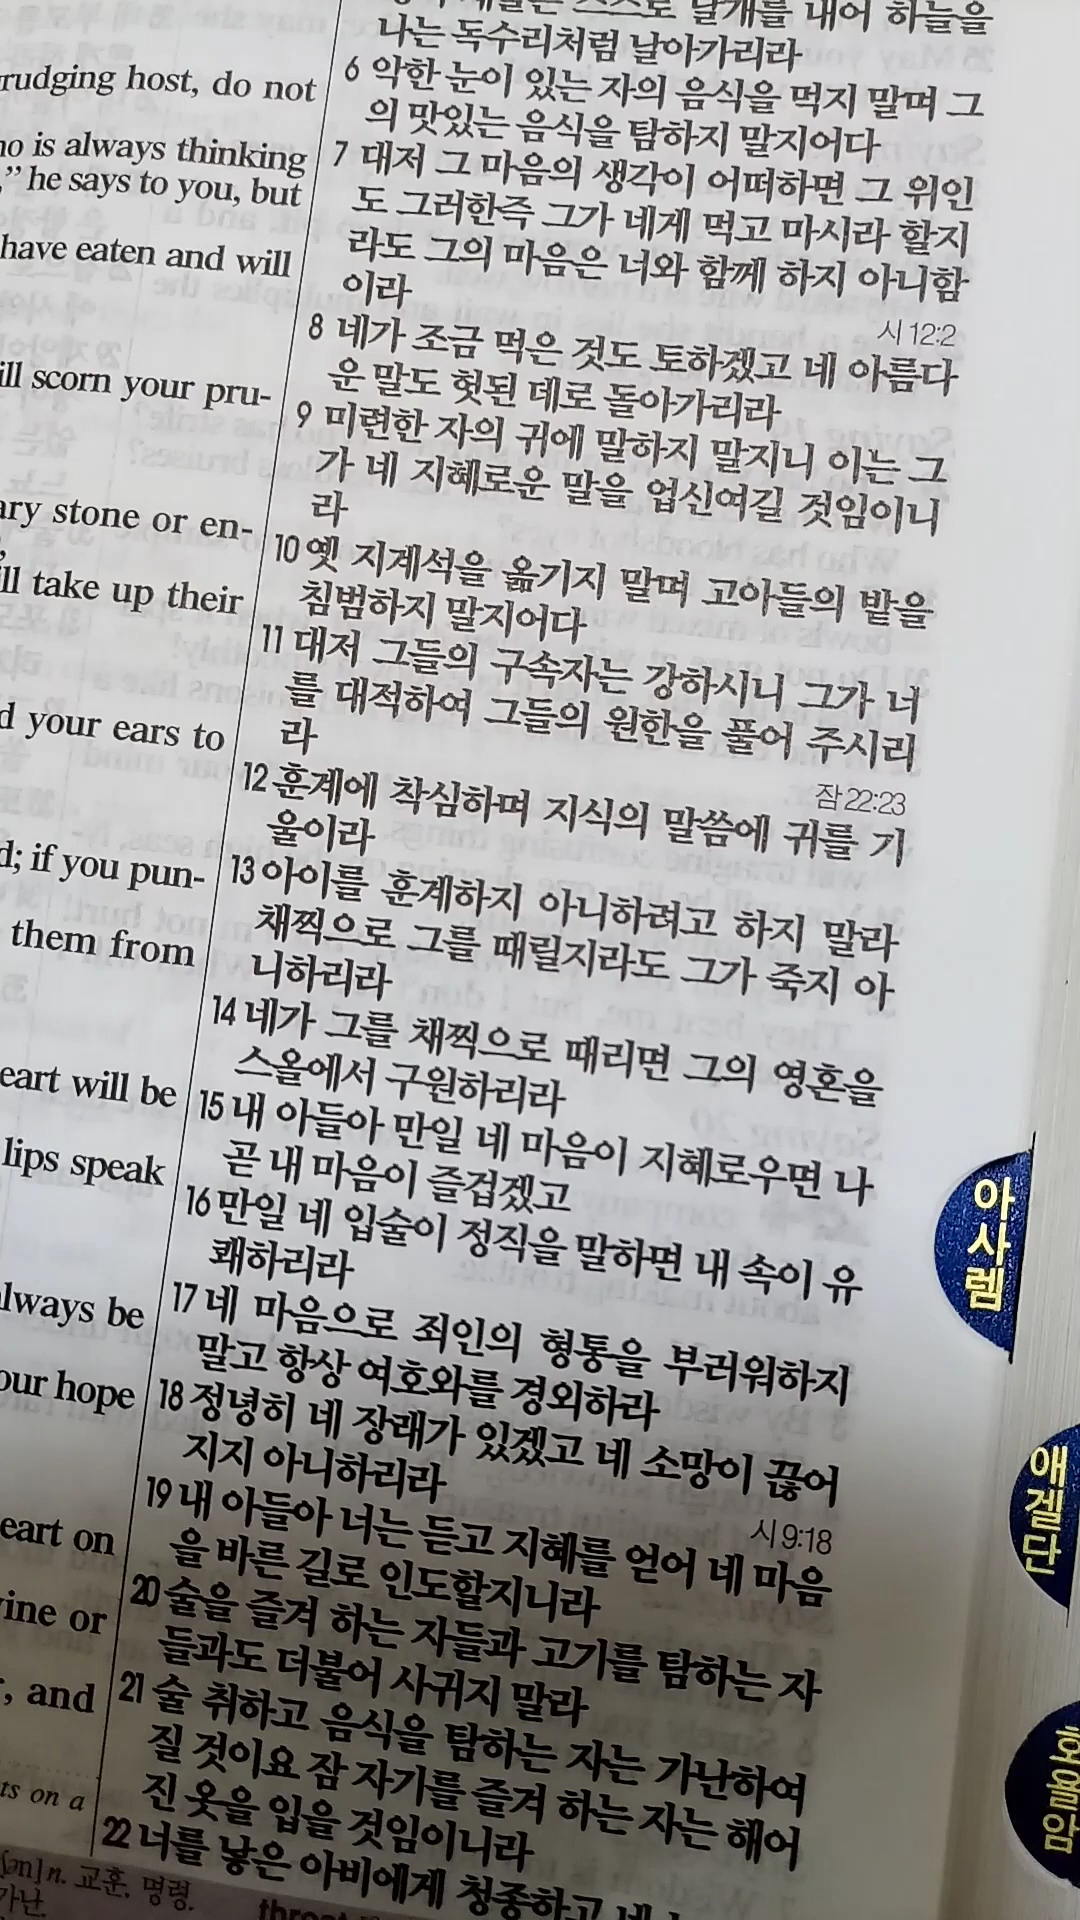 rudging host, do not
is always thinking
," he says to you, but
have eaten and will
ill scorn your pru-
ary stone or en-
ill take up their
d your ears to
d; if you pun-
them from
eart will be
lips speak
lways be
our hope
eart on
ine or
, and
ts on a
날개를 내어 하늘을
나는 독수리처럼 날아가리라
6 악한 눈이 있는 자의 음식을 먹지 말며 그
의 맛있는 음식을 탐하지 말지어다
7 대저 그 마음의 생각이 어떠하면 그 위인
도 그러한즉 그가 네게 먹고 마시라 할지
라도 그의 마음은 너와 함께 하지 아니함
이라
시 12:2
8 네가 조금 먹은 것도 토하겠고 네 아름다
운 말도 헛된 데로 돌아가리라
9 미련한 자의 귀에 말하지 말지니 이는 그
가 네 지혜로운 말을 업신여길 것임이니
라
10 옛 지계석을 옮기지 말며 고아들의 밭을
침범하지 말지어다
11 대저 그들의 구속자는 강하시니 그가 너
를 대적하여 그들의 원한을 풀어 주시리
라
잠 22:23
12 훈계에 착심하며 지식의 말씀에 귀를 기
울이라
13 아이를 훈계하지 아니하려고 하지 말라
채찍으로 그를 때릴지라도 그가 죽지 아
니하리라
14 네가 그를 채찍으로 때리면 그의 영혼을
스올에서 구원하리라
15 내 아들아 만일 네 마음이 지혜로우면 나
곧 내 마음이 즐겁겠고
16 만일 네 입술이 정직을 말하면 내 속이 유
쾌하리라
17 네 마음으로 죄인의 형통을 부러워하지
말고 항상 여호와를 경외하라
18 정녕히 네 장래가 있겠고 네 소망이 끊어
지지 아니하리라
시 9:18
19 내 아들아 너는 듣고 지혜를 얻어 네 마음
을 바른 길로 인도할지니라
20 술을 즐겨 하는 자들과 고기를 탐하는 자
들과도 더불어 사귀지 말라
21 술 취하고 음식을 탐하는 자는 가난하여
질 것이요 잠 자기를 즐겨 하는 자는 해어
진 옷을 입을 것임이니라
22 너를 낳은 아비에게 청종하고
[ʃən] n. 교훈, 명령.
가난.
아사렘
애겔단
호욜암